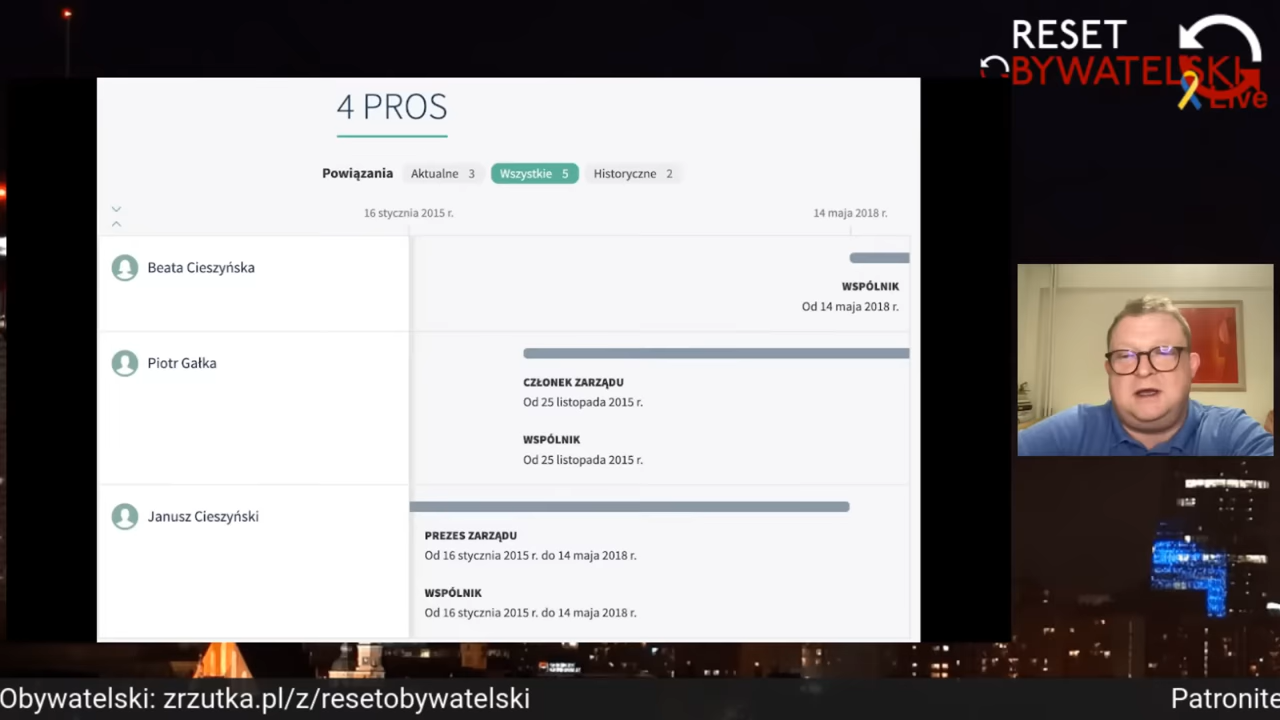 RESET
OBYWATELSKI
Live
4 PROS
Powiązania Aktualne 3 Wszystkie 5 Historyczne 2
16 stycznia 2015 r. 14 maja 2018 r.
Beata Cieszyńska
WSPÓLNIK
Od 14 maja 2018 r.
Piotr Gałka
CZŁONEK ZARZĄDU
Od 25 listopada 2015 r.
WSPÓLNIK
Od 25 listopada 2015 r.
Janusz Cieszyński
PREZES ZARZĄDU
Od 16 stycznia 2015 r. do 14 maja 2018 r.
WSPÓLNIK
Od 16 stycznia 2015 r. do 14 maja 2018 r.
Obywatelski: zrzutka.pl/z/resetobywatelski Patronite